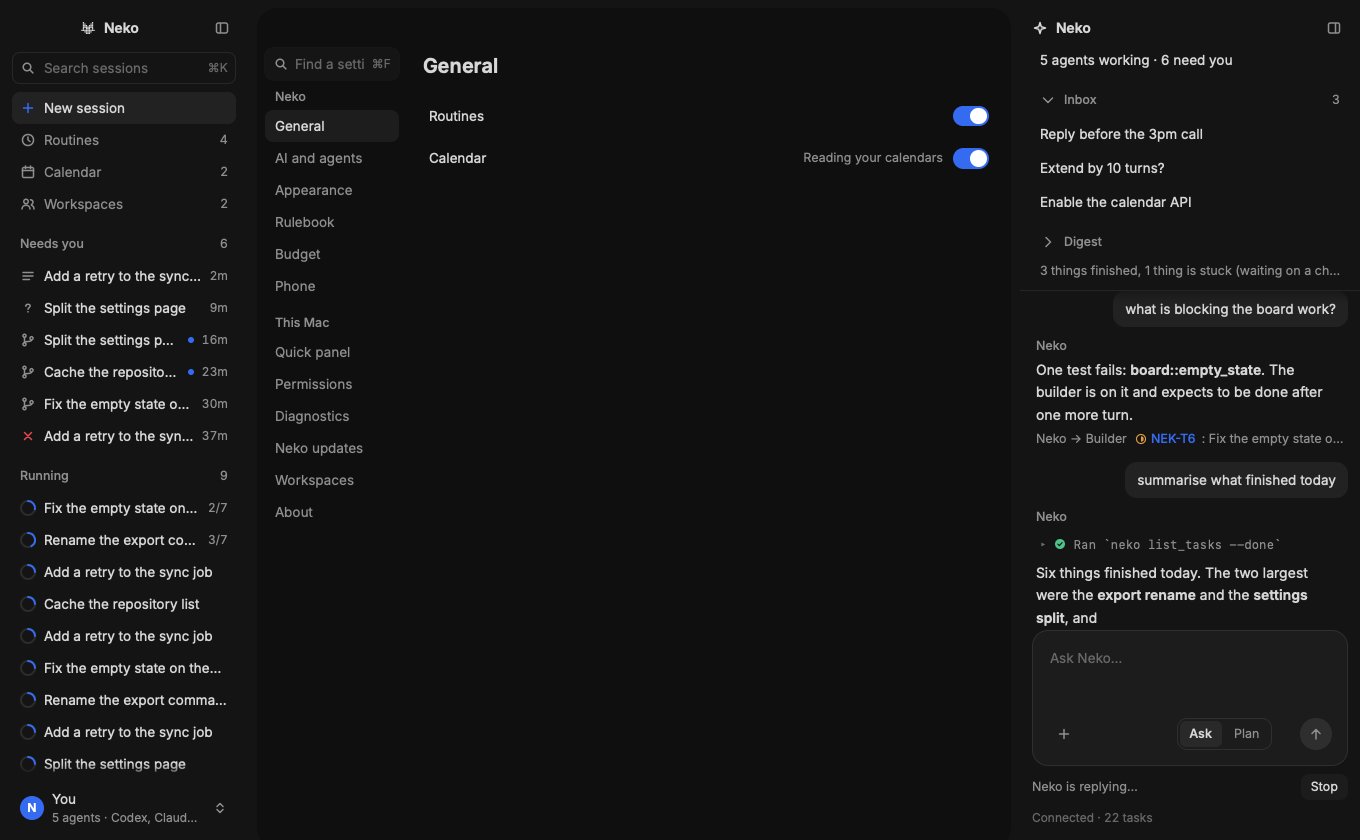 Neko
Search sessions ⌘K
New session
Routines 4
Calendar 2
Workspaces 2
Needs you 6
Add a retry to the sync... 2m
? Split the settings page 9m
Split the settings p... 16m
Cache the reposito... 23m
Fix the empty state o... 30m
Add a retry to the syn... 37m
Running 9
Fix the empty state on... 2/7
Rename the export co... 3/7
Add a retry to the sync job
Cache the repository list
Add a retry to the sync job
Fix the empty state on the...
Rename the export comma...
Add a retry to the sync job
Split the settings page
N
You
5 agents · Codex, Claud...
Find a setti ⌘F
Neko
General
AI and agents
Appearance
Rulebook
Budget
Phone
This Mac
Quick panel
Permissions
Diagnostics
Neko updates
Workspaces
About
General
Routines
Calendar Reading your calendars
Neko
5 agents working · 6 need you
Inbox 3
Reply before the 3pm call
Extend by 10 turns?
Enable the calendar API
Digest
3 things finished, 1 thing is stuck (waiting on a ch...
what is blocking the board work?
Neko
One test fails: board::empty_state. The
builder is on it and expects to be done after
one more turn.
Neko → Builder NEK-T6 : Fix the empty state o...
summarise what finished today
Neko
Ran `neko list_tasks --done`
Six things finished today. The two largest
were the export rename and the settings
split, and
Ask Neko...
Ask Plan
Neko is replying... Stop
Connected · 22 tasks